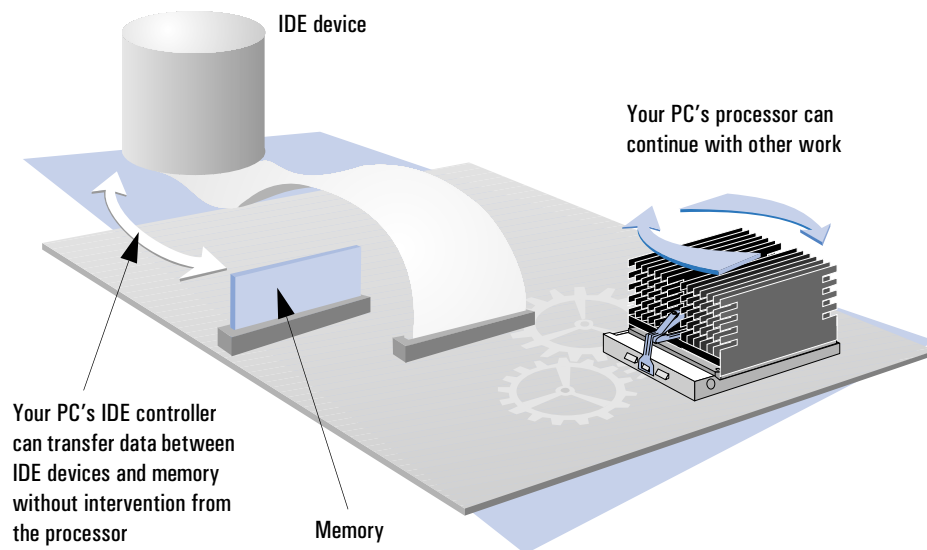 IDE device
Your PC's processor can
continue with other work
Your PC's IDE controller
can transfer data between
IDE devices and memory
without intervention from
the processor
Memory